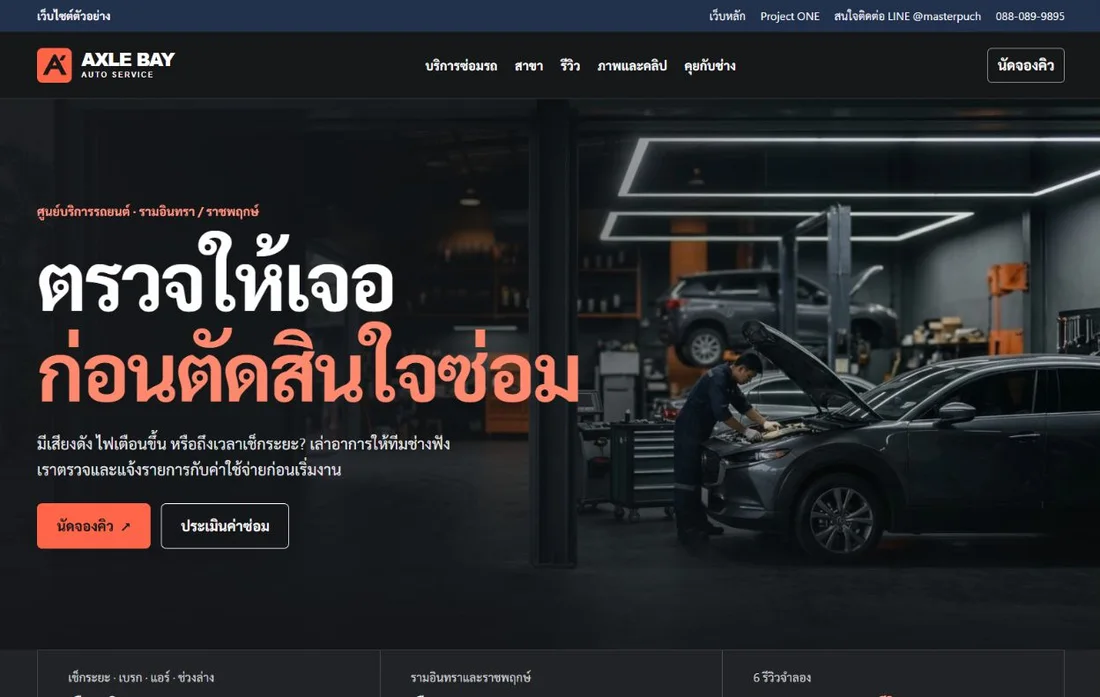 เว็บไซต์ตัวอย่าง
เว็บหลัก Project ONE สนใจติดต่อ LINE @masterpuch 088-089-9895
AXLE BAY
AUTO SERVICE
บริการซ่อมรถ สาขา รีวิว ภาพและคลิป คุยกับช่าง
นัดจองคิว
ศูนย์บริการรถยนต์ · รามอินทรา / ราชพฤกษ์
ตรวจให้เจอ
ก่อนตัดสินใจซ่อม
มีเสียงดัง ไฟเตือนขึ้น หรือถึงเวลาเช็กระยะ? เล่าอาการให้ทีมช่างฟัง
เราตรวจและแจ้งรายการกับค่าใช้จ่ายก่อนเริ่มงาน
นัดจองคิว ↗
ประเมินค่าซ่อม
เช็กระยะ · เบรก · แอร์ · ช่วงล่าง
รามอินทราและราชพฤกษ์
6 รีวิวจำลอง